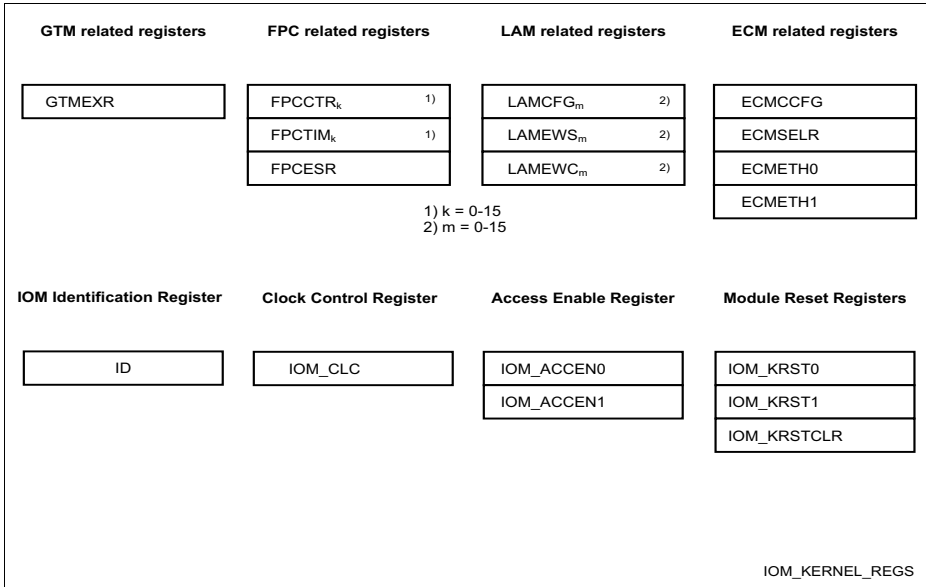 GTM related registers FPC related registers LAM related registers ECM related registers
GTMEXR FPCCTRk 1) LAMCFGm 2) ECMCCFG
FPCTIMk 1) LAMEWSm 2) ECMSELR
FPCESR LAMEWCm 2) ECMETH0
ECMETH1
1) k = 0-15
2) m = 0-15
IOM Identification Register Clock Control Register Access Enable Register Module Reset Registers
ID IOM_CLC IOM_ACCEN0 IOM_KRST0
IOM_ACCEN1 IOM_KRST1
IOM_KRSTCLR
IOM_KERNEL_REGS